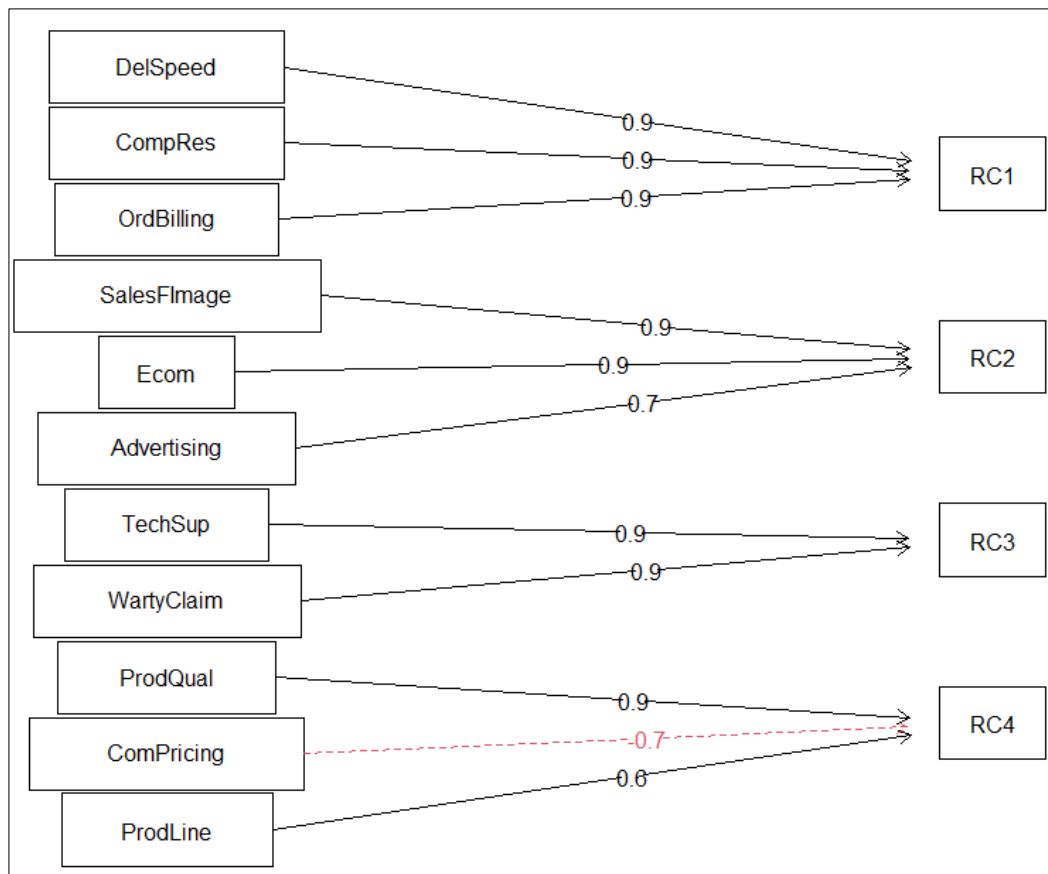 DelSpeed
0.9
CompRes
0.9
RC1
OrdBilling
0.9
SalesFImage
0.9
RC2
Ecom
0.9
0.7
Advertising
TechSup
0.9
RC3
WartyClaim
0.9
ProdQual
0.9
RC4
ComPricing
-0.7
0.6
ProdLine